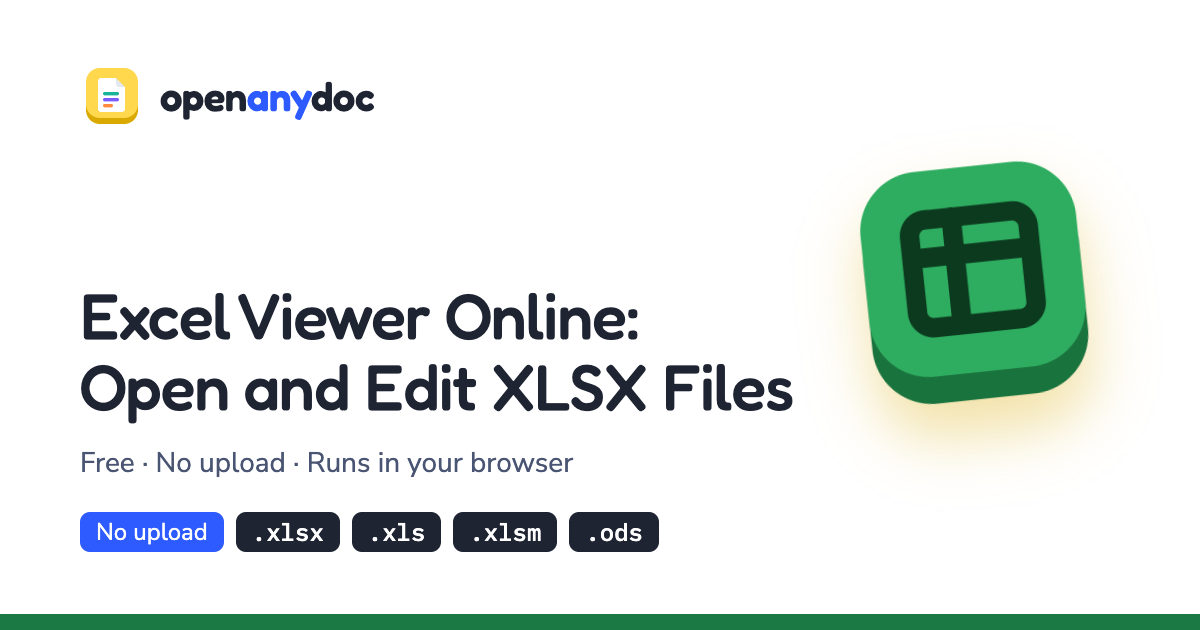 openanydoc
Excel Viewer Online:
Open and Edit XLSX Files
Free · No upload · Runs in your browser
No upload .xlsx .xls .xlsm .ods